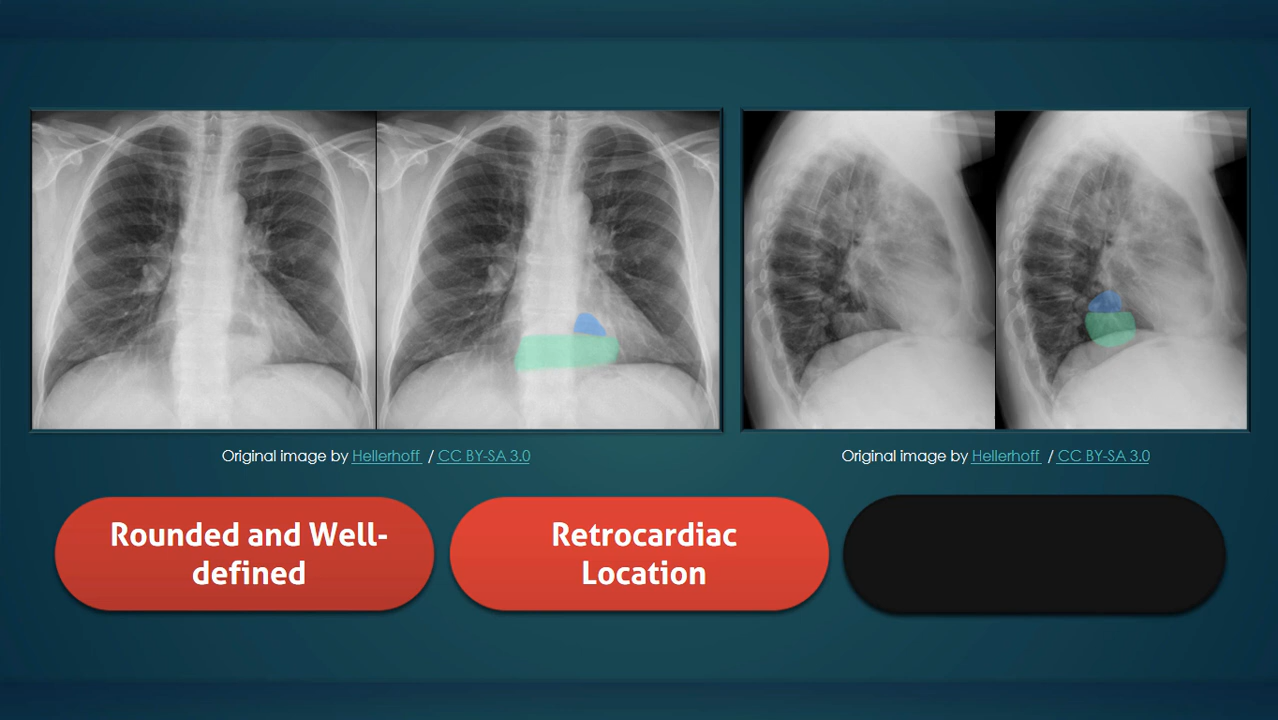 Original image by Hellerhoff / CC BY-SA 3.0
Original image by Hellerhoff / CC BY-SA 3.0
Rounded and Well-
defined
Retrocardiac
Location